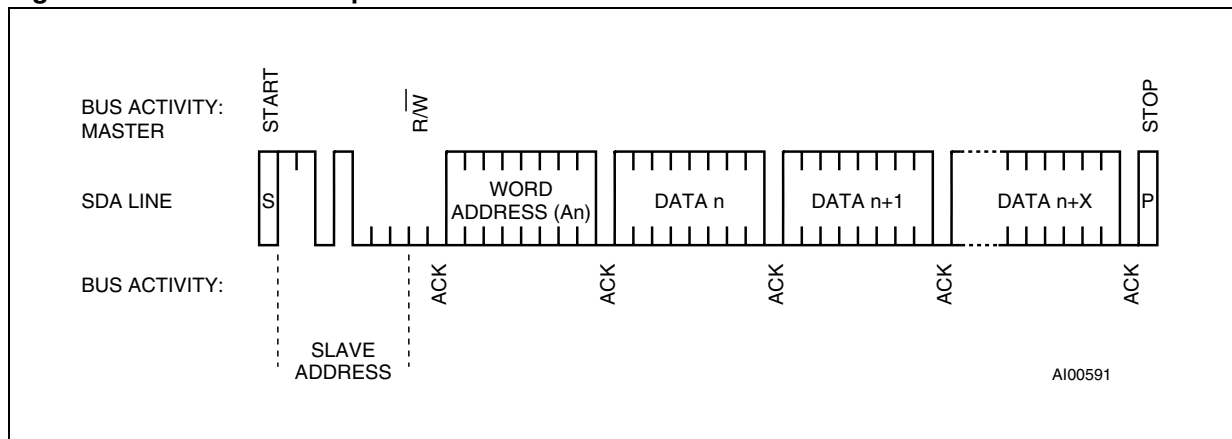 BUS ACTIVITY:
MASTER
START
R/W
STOP
SDA LINE
S
WORD
ADDRESS (An)
DATA n
DATA n+1
DATA n+X
P
BUS ACTIVITY:
ACK
ACK
ACK
ACK
ACK
SLAVE
ADDRESS
AI00591